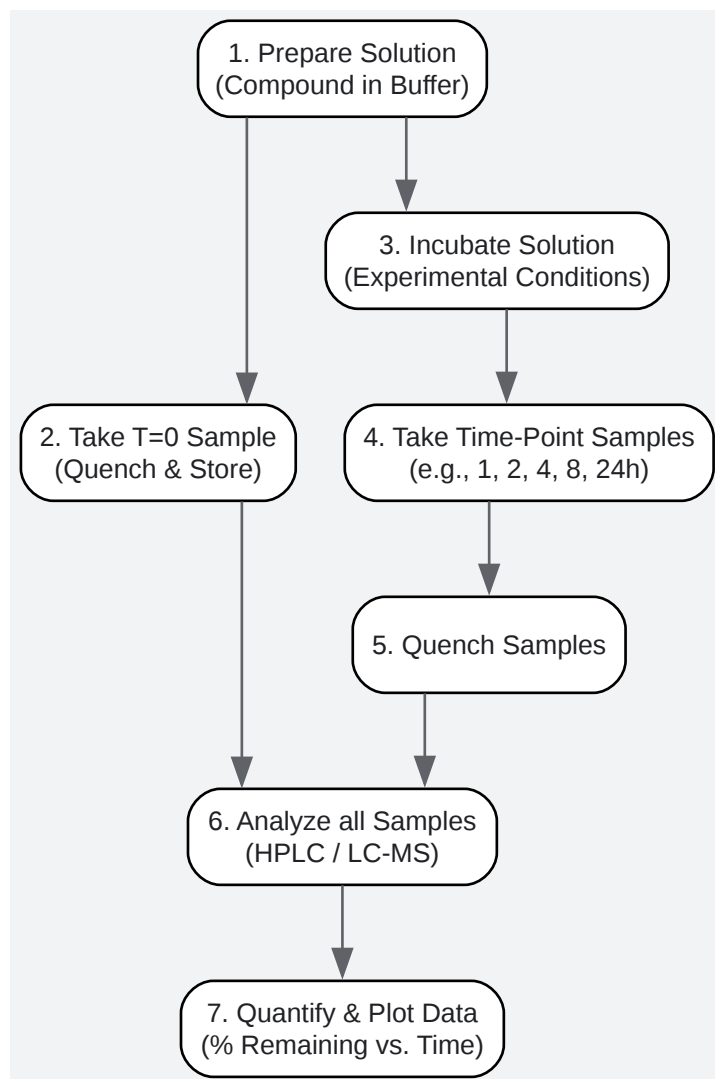 1. Prepare Solution
(Compound in Buffer)
3. Incubate Solution
(Experimental Conditions)
2. Take T=0 Sample
(Quench & Store)
4. Take Time-Point Samples
(e.g., 1, 2, 4, 8, 24h)
5. Quench Samples
6. Analyze all Samples
(HPLC / LC-MS)
7. Quantify & Plot Data
(% Remaining vs. Time)